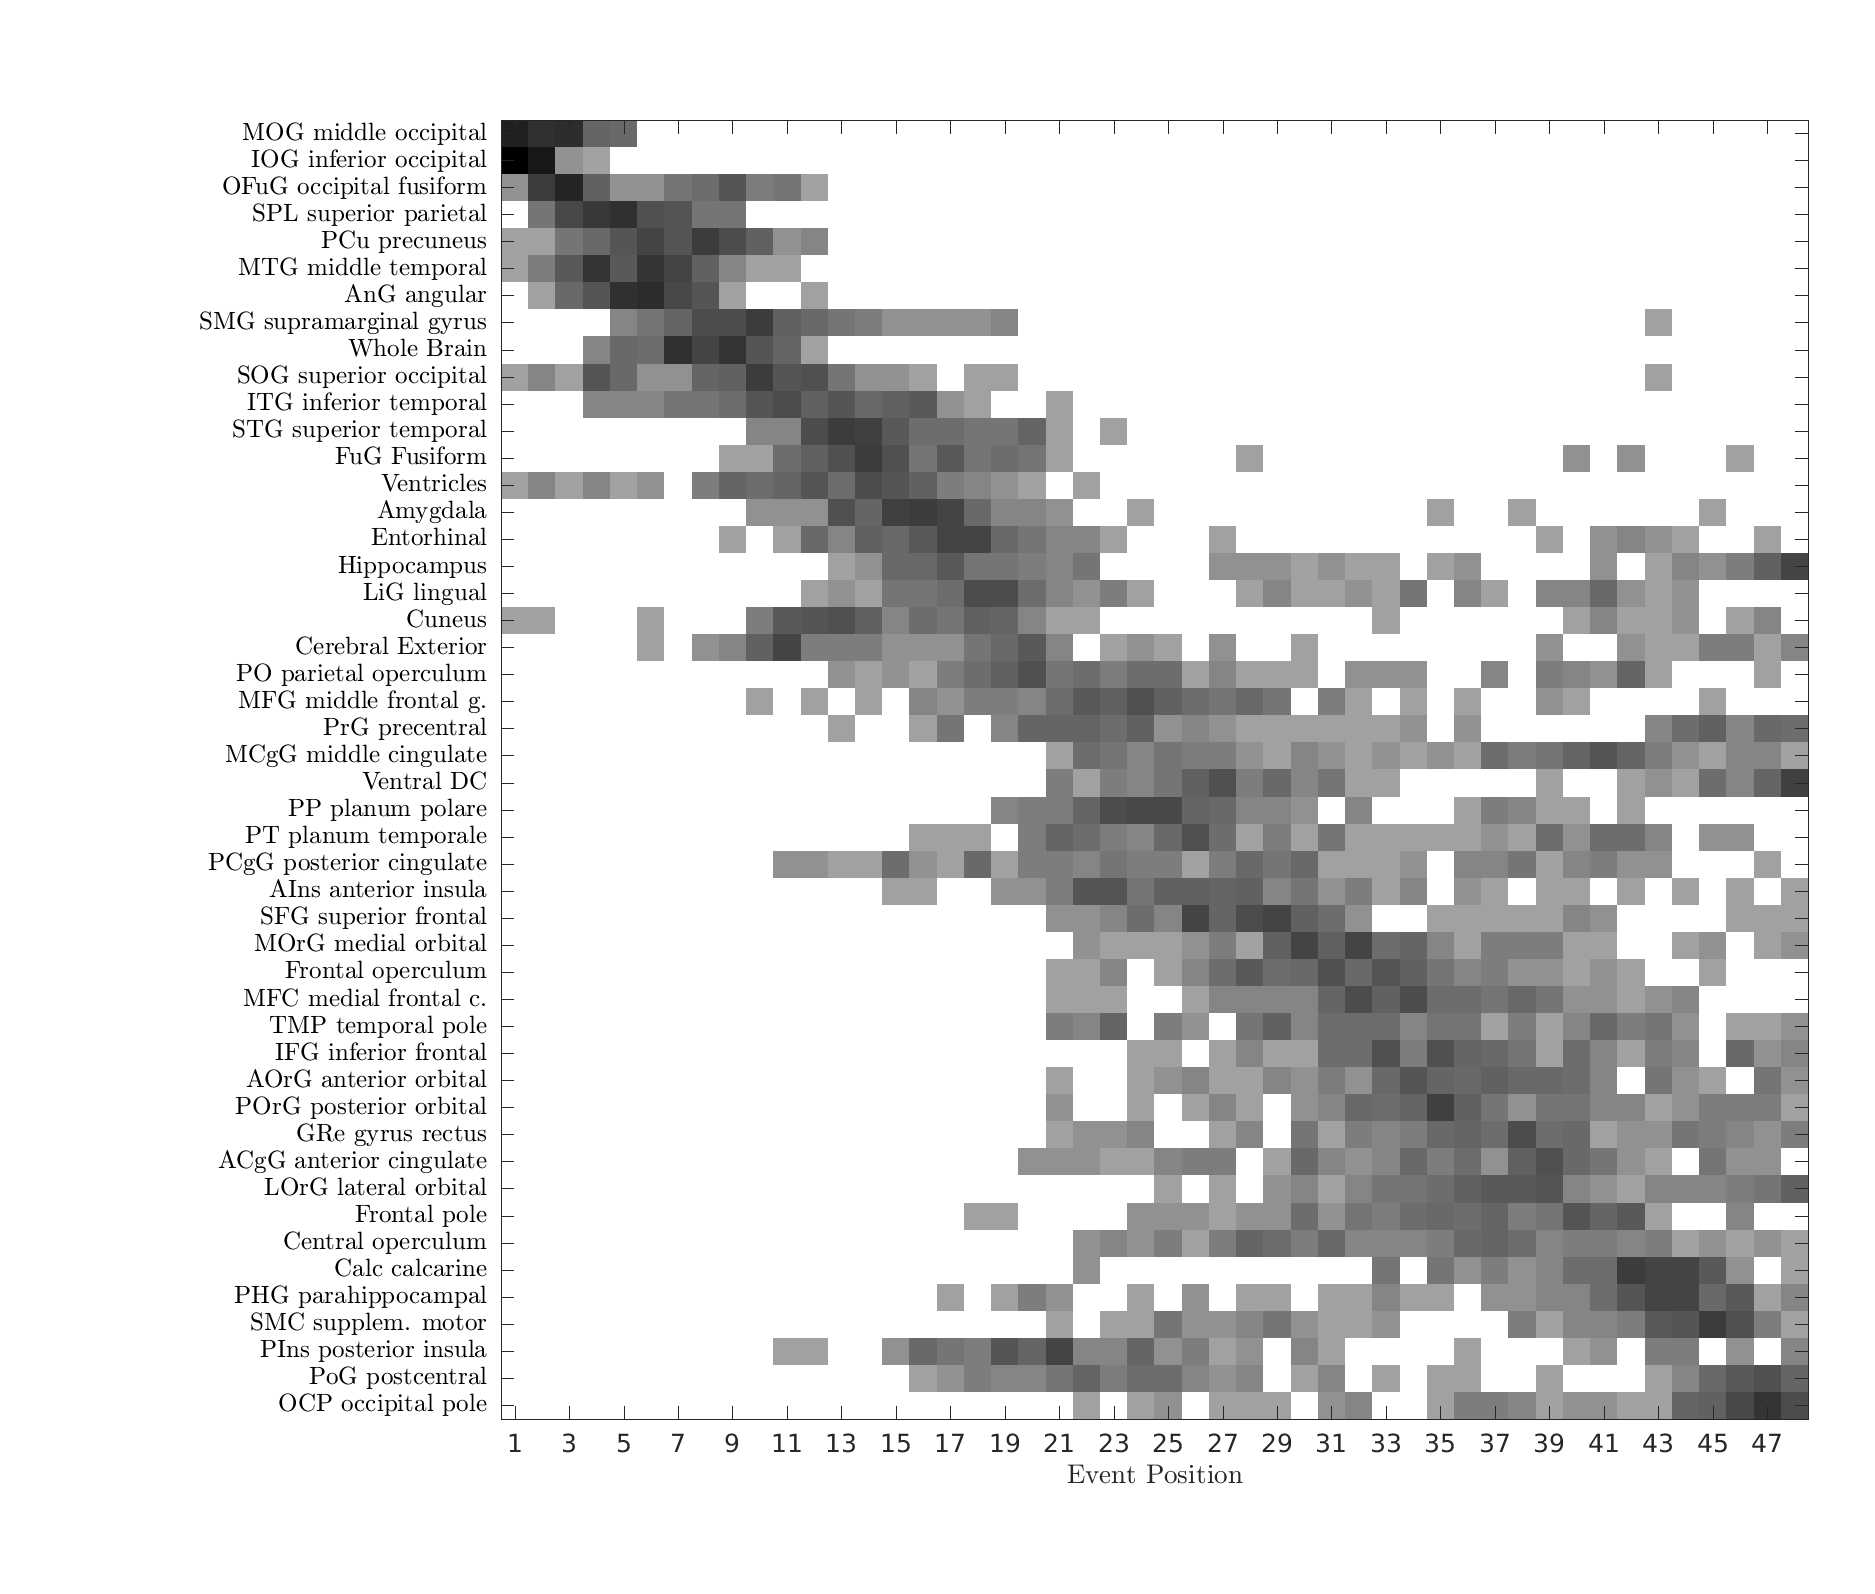 MOG middle occipital
IOG inferior occipital
OFuG occipital fusiform
SPL superior parietal
PCu precuneus
MTG middle temporal
AnG angular
SMG supramarginal gyrus
Whole Brain
SOG superior occipital
ITG inferior temporal
STG superior temporal
FuG Fusiform
Ventricles
Amygdala
Entorhinal
Hippocampus
LiG lingual
Cuneus
Cerebral Exterior
PO parietal operculum
MFG middle frontal g.
PrG precentral
MCgG middle cingulate
Ventral DC
PP planum polare
PT planum temporale
PCgG posterior cingulate
AIns anterior insula
SFG superior frontal
MOrG medial orbital
Frontal operculum
MFC medial frontal c.
TMP temporal pole
IFG inferior frontal
AOrG anterior orbital
POrG posterior orbital
GRe gyrus rectus
ACgG anterior cingulate
LOrG lateral orbital
Frontal pole
Central operculum
Calc calcarine
PHG parahippocampal
SMC supplem. motor
PIns posterior insula
PoG postcentral
OCP occipital pole
1 3 5 7 9 11 13 15 17 19 21 23 25 27 29 31 33 35 37 39 41 43 45 47
Event Position